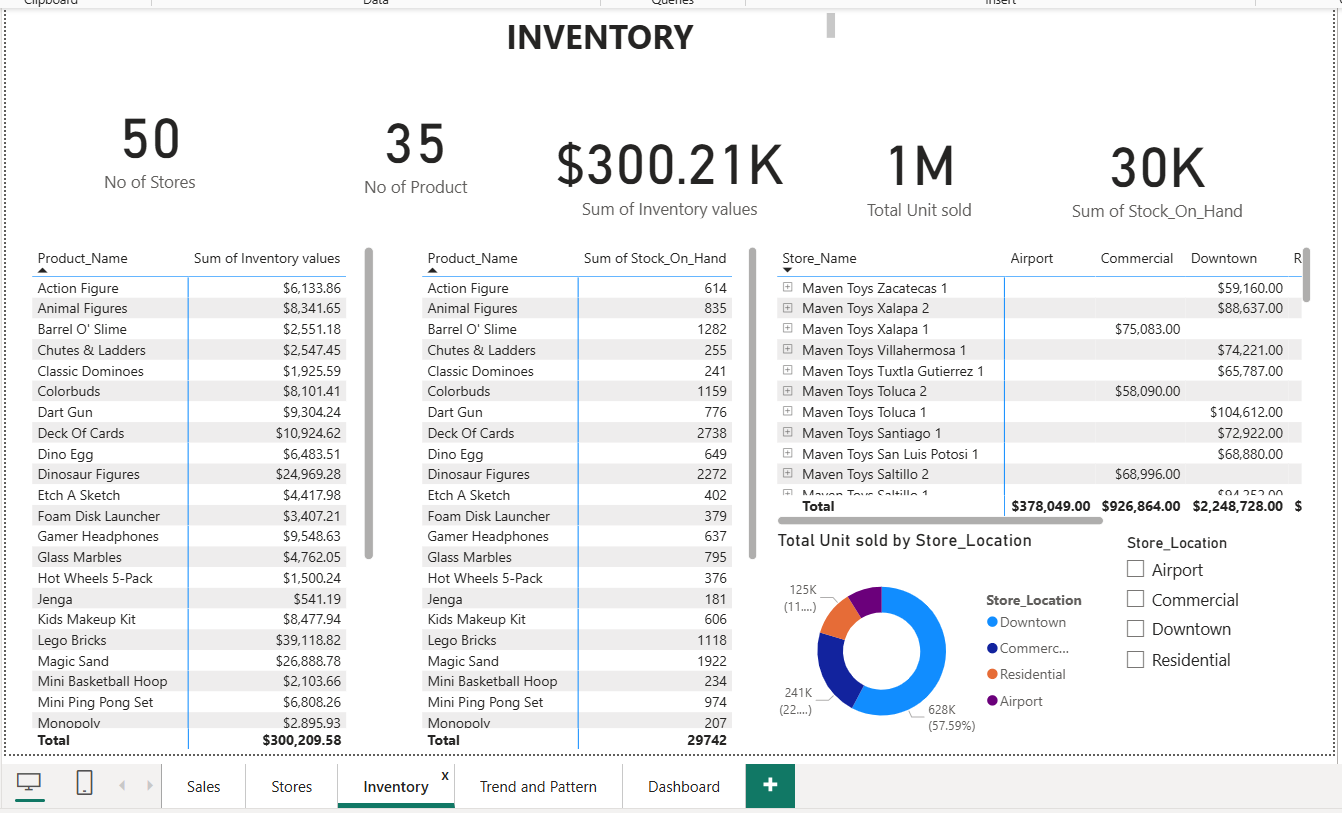 Clipboard Data Queries Insert
INVENTORY
50
No of Stores
35
No of Product
$300.21K
Sum of Inventory values
1M
Total Unit sold
30K
Sum of Stock_On_Hand
Product_Name Sum of Inventory values
Action Figure $6,133.86
Animal Figures $8,341.65
Barrel O' Slime $2,551.18
Chutes & Ladders $2,547.45
Classic Dominoes $1,925.59
Colorbuds $8,101.41
Dart Gun $9,304.24
Deck Of Cards $10,924.62
Dino Egg $6,483.51
Dinosaur Figures $24,969.28
Etch A Sketch $4,417.98
Foam Disk Launcher $3,407.21
Gamer Headphones $9,548.63
Glass Marbles $4,762.05
Hot Wheels 5-Pack $1,500.24
Jenga $541.19
Kids Makeup Kit $8,477.94
Lego Bricks $39,118.82
Magic Sand $26,888.78
Mini Basketball Hoop $2,103.66
Mini Ping Pong Set $6,808.26
Monopoly $2,895.93
Total $300,209.58
Product_Name Sum of Stock_On_Hand
Action Figure 614
Animal Figures 835
Barrel O' Slime 1282
Chutes & Ladders 255
Classic Dominoes 241
Colorbuds 1159
Dart Gun 776
Deck Of Cards 2738
Dino Egg 649
Dinosaur Figures 2272
Etch A Sketch 402
Foam Disk Launcher 379
Gamer Headphones 637
Glass Marbles 795
Hot Wheels 5-Pack 376
Jenga 181
Kids Makeup Kit 606
Lego Bricks 1118
Magic Sand 1922
Mini Basketball Hoop 234
Mini Ping Pong Set 974
Monopoly 207
Total 29742
Store_Name Airport Commercial Downtown R
Maven Toys Zacatecas 1 $59,160.00
Maven Toys Xalapa 2 $88,637.00
Maven Toys Xalapa 1 $75,083.00
Maven Toys Villahermosa 1 $74,221.00
Maven Toys Tuxtla Gutierrez 1 $65,787.00
Maven Toys Toluca 2 $58,090.00
Maven Toys Toluca 1 $104,612.00
Maven Toys Santiago 1 $72,922.00
Maven Toys San Luis Potosi 1 $68,880.00
Maven Toys Saltillo 2 $68,996.00
Maven Toys Saltillo 1
Total $378,049.00 $926,864.00 $2,248,728.00 $
Total Unit sold by Store_Location
125K
(11....)
241K
(22....)
628K
(57.59%)
Store_Location
Downtown
Commerc...
Residential
Airport
Store_Location
Airport
Commercial
Downtown
Residential
Sales Stores Inventory x Trend and Pattern Dashboard +